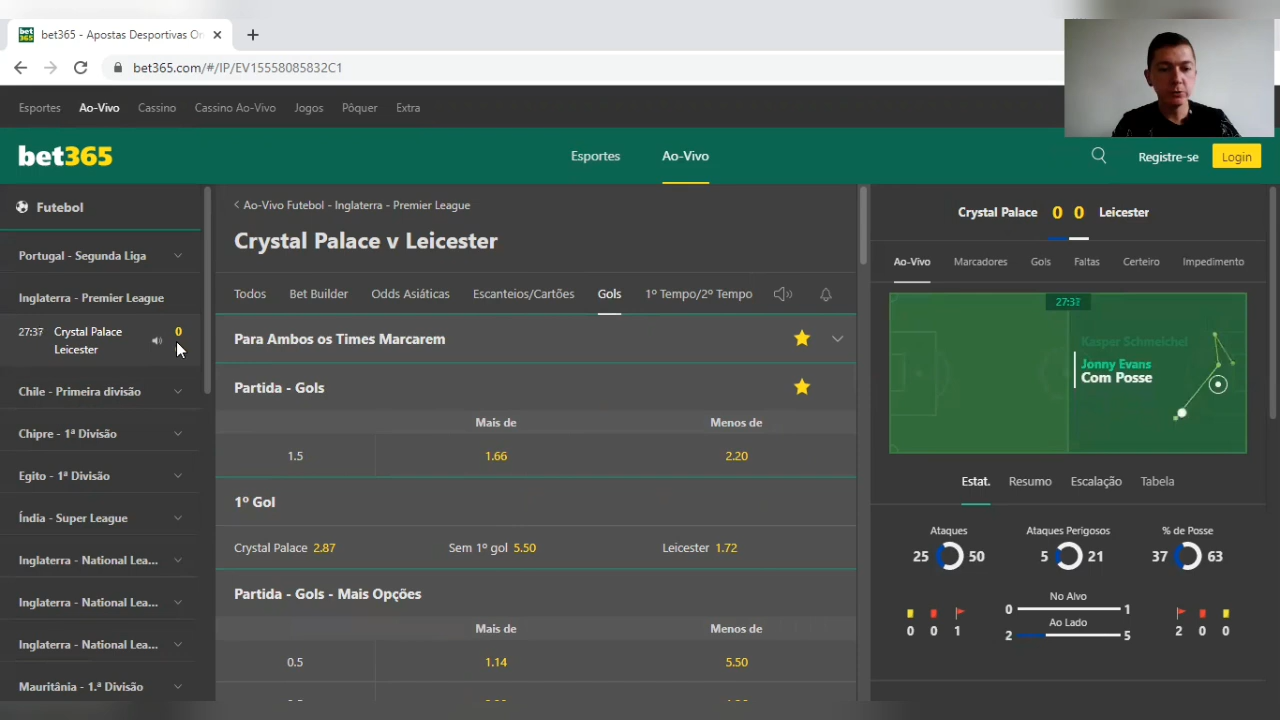 bet365 - Apostas Desportivas On
bet365.com/#/IP/EV15558085832C1
Esportes Ao-Vivo Cassino Cassino Ao-Vivo Jogos Pôquer Extra
bet365 Esportes Ao-Vivo Registre-se Login
Futebol
Portugal - Segunda Liga
Inglaterra - Premier League
27:37 Crystal Palace 0
Leicester
Chile - Primeira divisão
Chipre - 1ª Divisão
Egito - 1ª Divisão
Índia - Super League
Inglaterra - National Lea...
Inglaterra - National Lea...
Inglaterra - National Lea...
Mauritânia - 1.ª Divisão
Ao-Vivo Futebol - Inglaterra - Premier League
Crystal Palace v Leicester
Todos Bet Builder Odds Asiáticas Escanteios/Cartões Gols 1º Tempo/2º Tempo
Para Ambos os Times Marcarem
Partida - Gols
Mais de Menos de
1.5 1.66 2.20
1º Gol
Crystal Palace 2.87 Sem 1º gol 5.50 Leicester 1.72
Partida - Gols - Mais Opções
Mais de Menos de
0.5 1.14 5.50
Crystal Palace 0 0 Leicester
Ao-Vivo Marcadores Gols Faltas Certeiro Impedimento
27:37
Kasper Schmeichel
Jonny Evans
Com Posse
Estat. Resumo Escalação Tabela
Ataques Ataques Perigosos % de Posse
25 50 5 21 37 63
No Alvo
0 1
Ao Lado
2 5
0 0 1 2 0 0